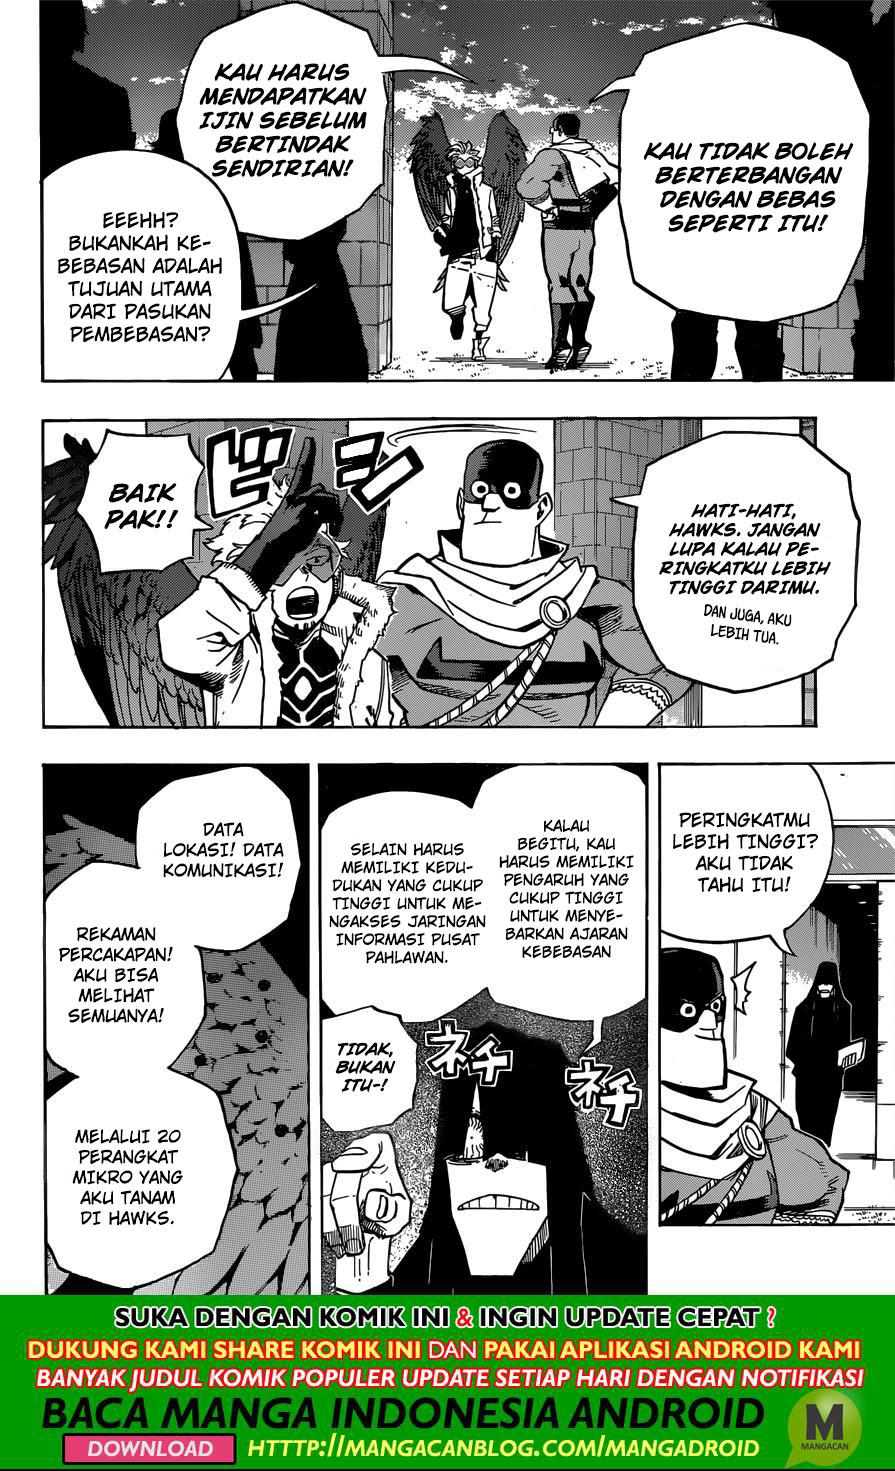 KAU TIDAK BOLEH
BERTERBANGAN
DENGAN BEBAS
SEPERTI ITU!
KAU HARUS
MENDAPATKAN
IJIN SEBELUM
BERTINDAK
SENDIRIAN!
EEEHH?
BUKANKAH KE-
BEBASAN ADALAH
TUJUAN UTAMA
DARI PASUKAN
PEMBEBASAN?
HATI-HATI,
HAWKS. JANGAN
LUPA KALAU PE-
RINGKATKU LEBIH
TINGGI DARIMU.
DAN JUGA, AKU
LEBIH TUA.
ビシ
BAIK
PAK!!
PERINGKATMU
LEBIH TINGGI?
AKU TIDAK
TAHU ITU!
KALAU
BEGITU, KAU
HARUS MEMILIKI
PENGARUH YANG
CUKUP TINGGI
UNTUK MENYE-
BARKAN AJARAN
KEBEBASAN
SELAIN HARUS
MEMILIKI KEDU-
DUKAN YANG CUKUP
TINGGI UNTUK ME-
NGAKSES JARINGAN
INFORMASI PUSAT
PAHLAWAN.
ネチ
ネチ
TIDAK,
BUKAN
ITU-!
DATA
LOKASI! DATA
KOMUNIKASI!
REKAMAN
PERCAKAPAN!
AKU BISA
MELIHAT
SEMUANYA!
MELALUI 20
PERANGKAT
MIKRO YANG
AKU TANAM
DI HAWKS.
SUKA DENGAN KOMIK INI & INGIN UPDATE CEPAT ?
DUKUNG KAMI SHARE KOMIK INI DAN PAKAI APLIKASI ANDROID KAMI
BANYAK JUDUL KOMIK POPULER UPDATE SETIAP HARI DENGAN NOTIFIKASI
BACA MANGA INDONESIA ANDROID
M
MANGACAN
DOWNLOAD HTTTP://MANGACANBLOG.COM/MANGADROID